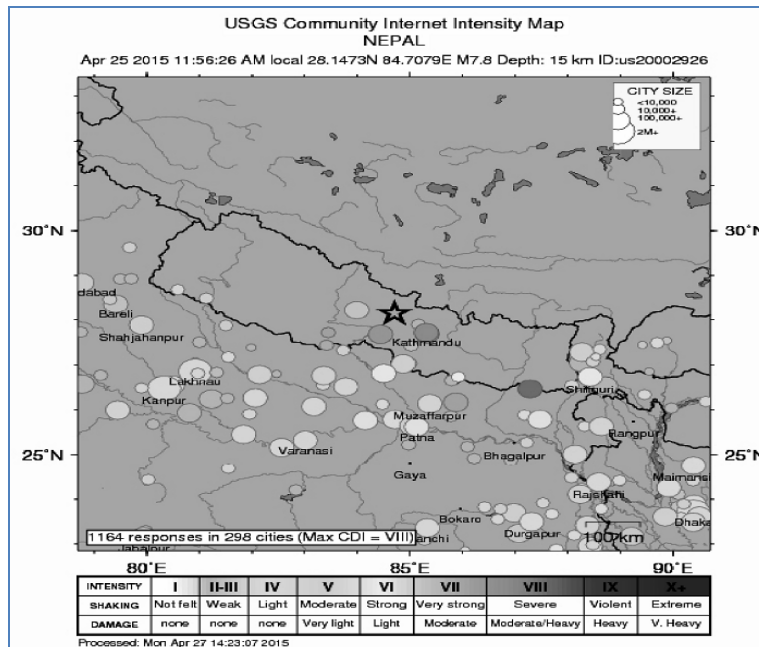 USGS Community Internet Intensity Map
NEPAL
Apr 25 2015 11:56:26 AM local 28.1473N 84.7079E M7.8 Depth: 15 km ID:us20002926
CITY SIZE
<10,000
10,000+
100,000+
2M+
30°N
30°N
dabad
Bareli
Shahjahanpur
Kathmandu
Lakhnau
Kanpur
Shiliguri
Muzaffarpur
Patna
Rangpur
Varanasi
Bhagalpur
25°N
25°N
Gaya
Maimansi
Rajshahi
Bokaro
Dhaka
1164 responses in 298 cities (Max CDI = VIII)
anchi
Durgapur
100 km
Jabalpur
80°E
85°E
90°E
INTENSITY I II-III IV V VI VII VIII IX X+
SHAKING Not felt Weak Light Moderate Strong Very strong Severe Violent Extreme
DAMAGE none none none Very light Light Moderate Moderate/Heavy Heavy V. Heavy
Processed: Mon Apr 27 14:23:07 2015